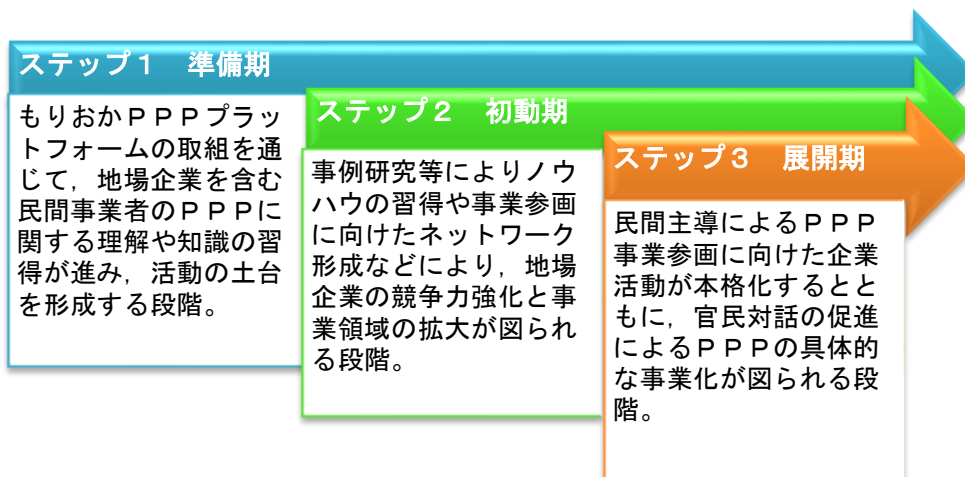 ステップ１　準備期
もりおかＰＰＰプラッ
トフォームの取組を通
じて，地場企業を含む
民間事業者のＰＰＰに
関する理解や知識の習
得が進み，活動の土台
を形成する段階。
ステップ２　初動期
事例研究等によりノウ
ハウの習得や事業参画
に向けたネットワーク
形成などにより，地場
企業の競争力強化と事
業領域の拡大が図られ
る段階。
ステップ３　展開期
民間主導によるＰＰＰ
事業参画に向けた企業
活動が本格化するとと
もに，官民対話の促進
によるＰＰＰの具体的
な事業化が図られる段
階。